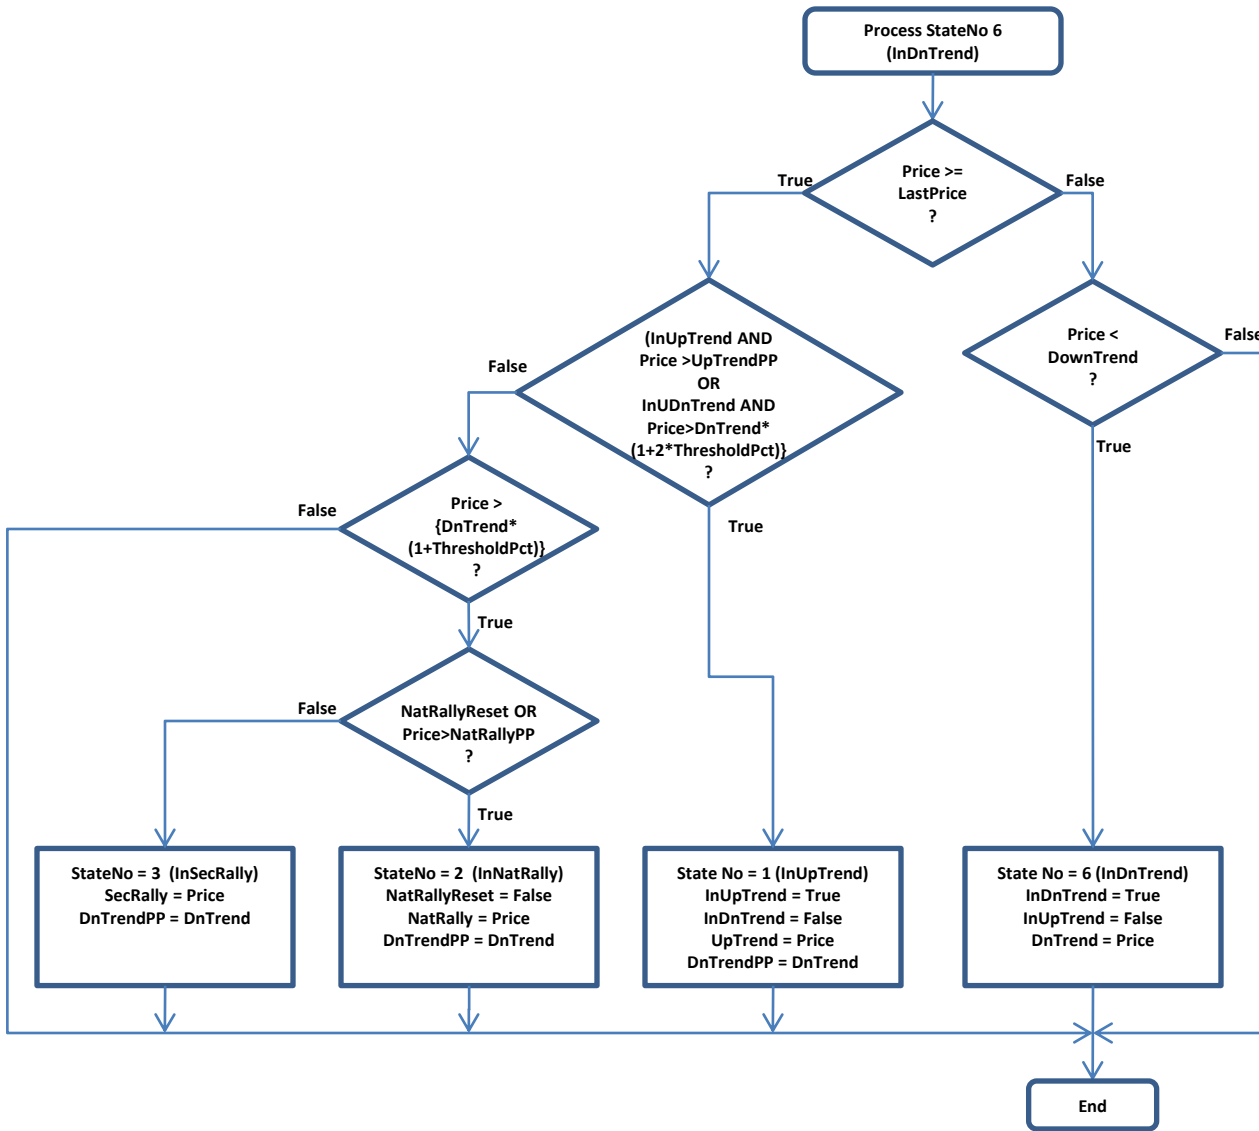 Process StateNo 6
(InDnTrend)
Price >=
LastPrice
?
True
False
(InUpTrend AND
Price >UpTrendPP
OR
InUDnTrend AND
Price>DnTrend*
(1+2*ThresholdPct)}
?
False
True
Price <
DownTrend
?
False
True
Price >
{DnTrend*
(1+ThresholdPct)}
?
False
True
NatRallyReset OR
Price>NatRallyPP
?
False
True
StateNo = 3  (InSecRally)
SecRally = Price
DnTrendPP = DnTrend
StateNo = 2  (InNatRally)
NatRallyReset = False
NatRally = Price
DnTrendPP = DnTrend
State No = 1 (InUpTrend)
InUpTrend = True
InDnTrend = False
UpTrend = Price
DnTrendPP = DnTrend
State No = 6 (InDnTrend)
InDnTrend = True
InUpTrend = False
DnTrend = Price
End